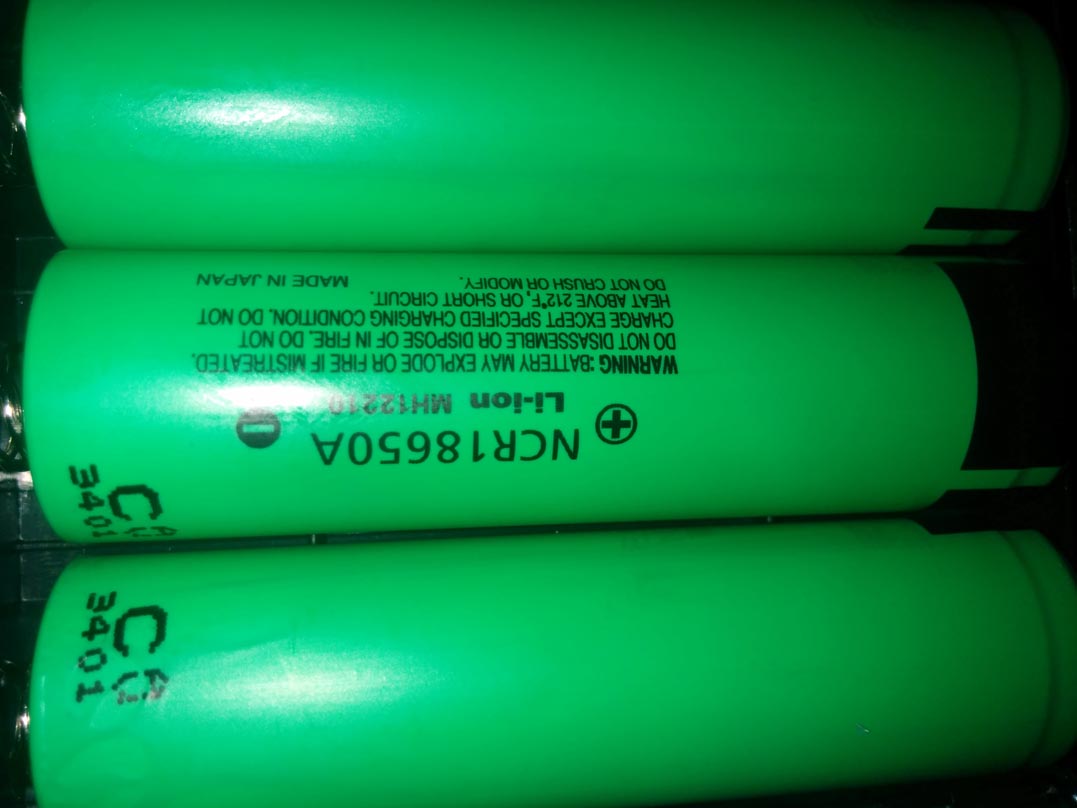 NCR18650A
Li-ion MH12210
WARNING:BATTERY MAY EXPLODE OR FIRE IF MISTREATED.
DO NOT DISASSEMBLE OR DISPOSE OF IN FIRE. DO NOT
CHARGE EXCEPT SPECIFIED CHARGING CONDITION. DO NOT
HEAT ABOVE 212°F, OR SHORT CIRCUIT.
DO NOT CRUSH OR MODIFY.
MADE IN JAPAN
C
3401
C
3401